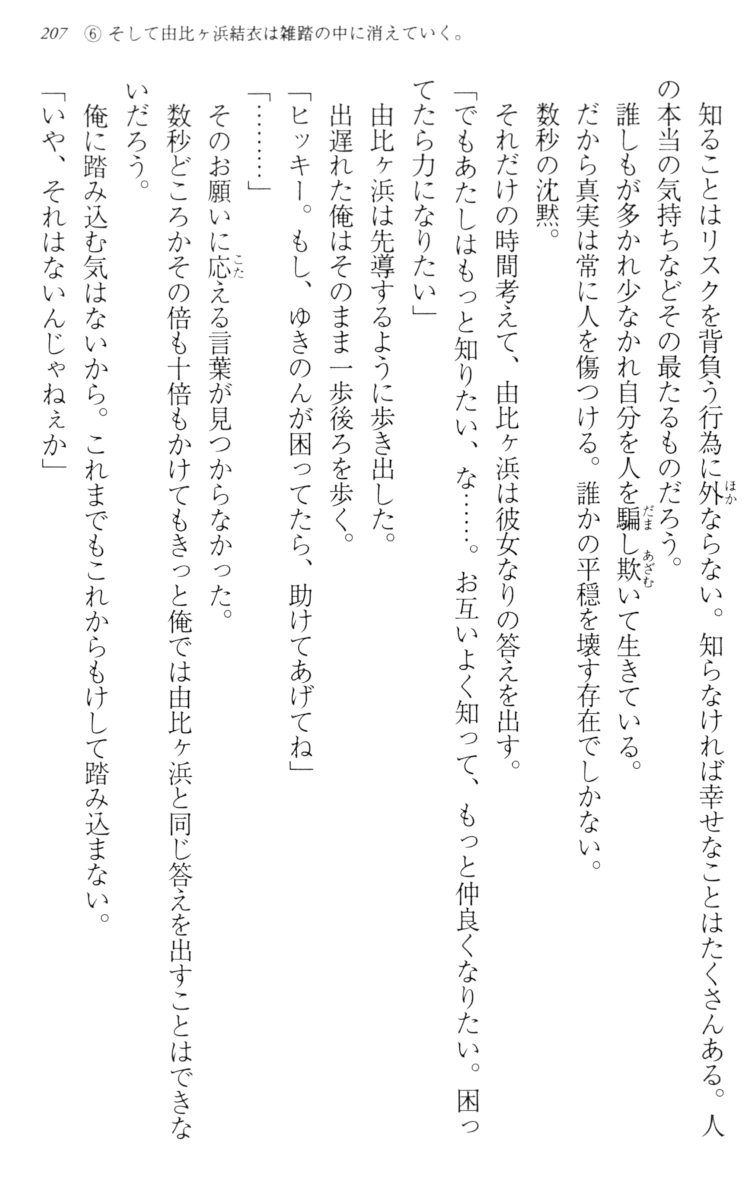 207 ⑥ そして由比ヶ浜結衣は雑踏の中に消えていく。
知ることはリスクを背負う行為に外ならない。知らなければ幸せなことはたくさんある。人
の本当の気持ちなどその最たるものだろう。
誰しもが多かれ少なかれ自分を人を騙し欺いて生きている。
だから真実は常に人を傷つける。誰かの平穏を壊す存在でしかない。
数秒の沈黙。
それだけの時間考えて、由比ヶ浜は彼女なりの答えを出す。
「でもあたしはもっと知りたい、な……。お互いよく知って、もっと仲良くなりたい。困っ
てたら力になりたい」
由比ヶ浜は先導するように歩き出した。
出遅れた俺はそのまま一歩後ろを歩く。
「ヒッキー。もし、ゆきのんが困ってたら、助けてあげてね」
「………」
そのお願いに応える言葉が見つからなかった。
数秒どころかその倍も十倍もかけてもきっと俺では由比ヶ浜と同じ答えを出すことはできな
いだろう。
俺に踏み込む気はないから。これまでもこれからもけして踏み込まない。
「いや、それはないんじゃねぇか」